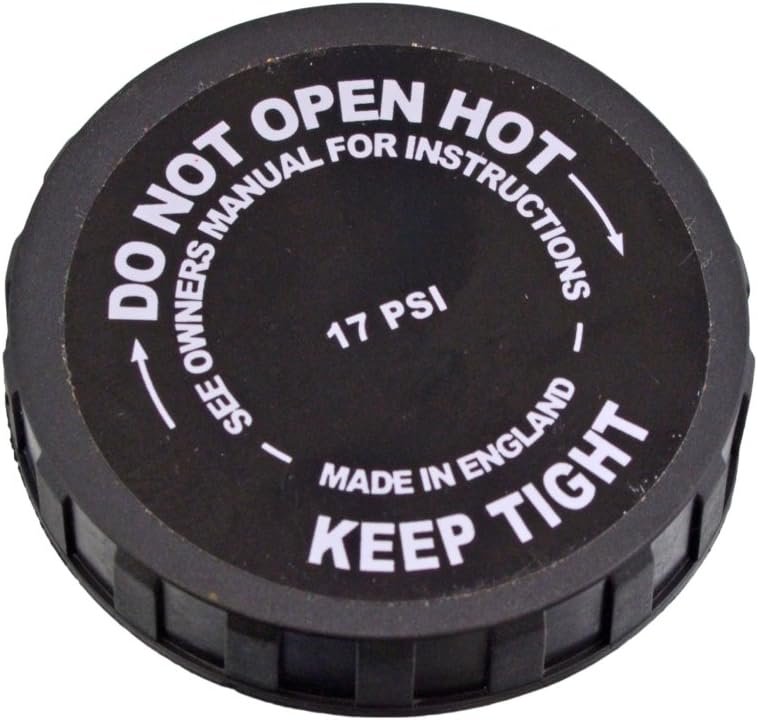 DO NOT OPEN HOT
SEE OWNERS MANUAL FOR INSTRUCTIONS
17 PSI
MADE IN ENGLAND
KEEP TIGHT